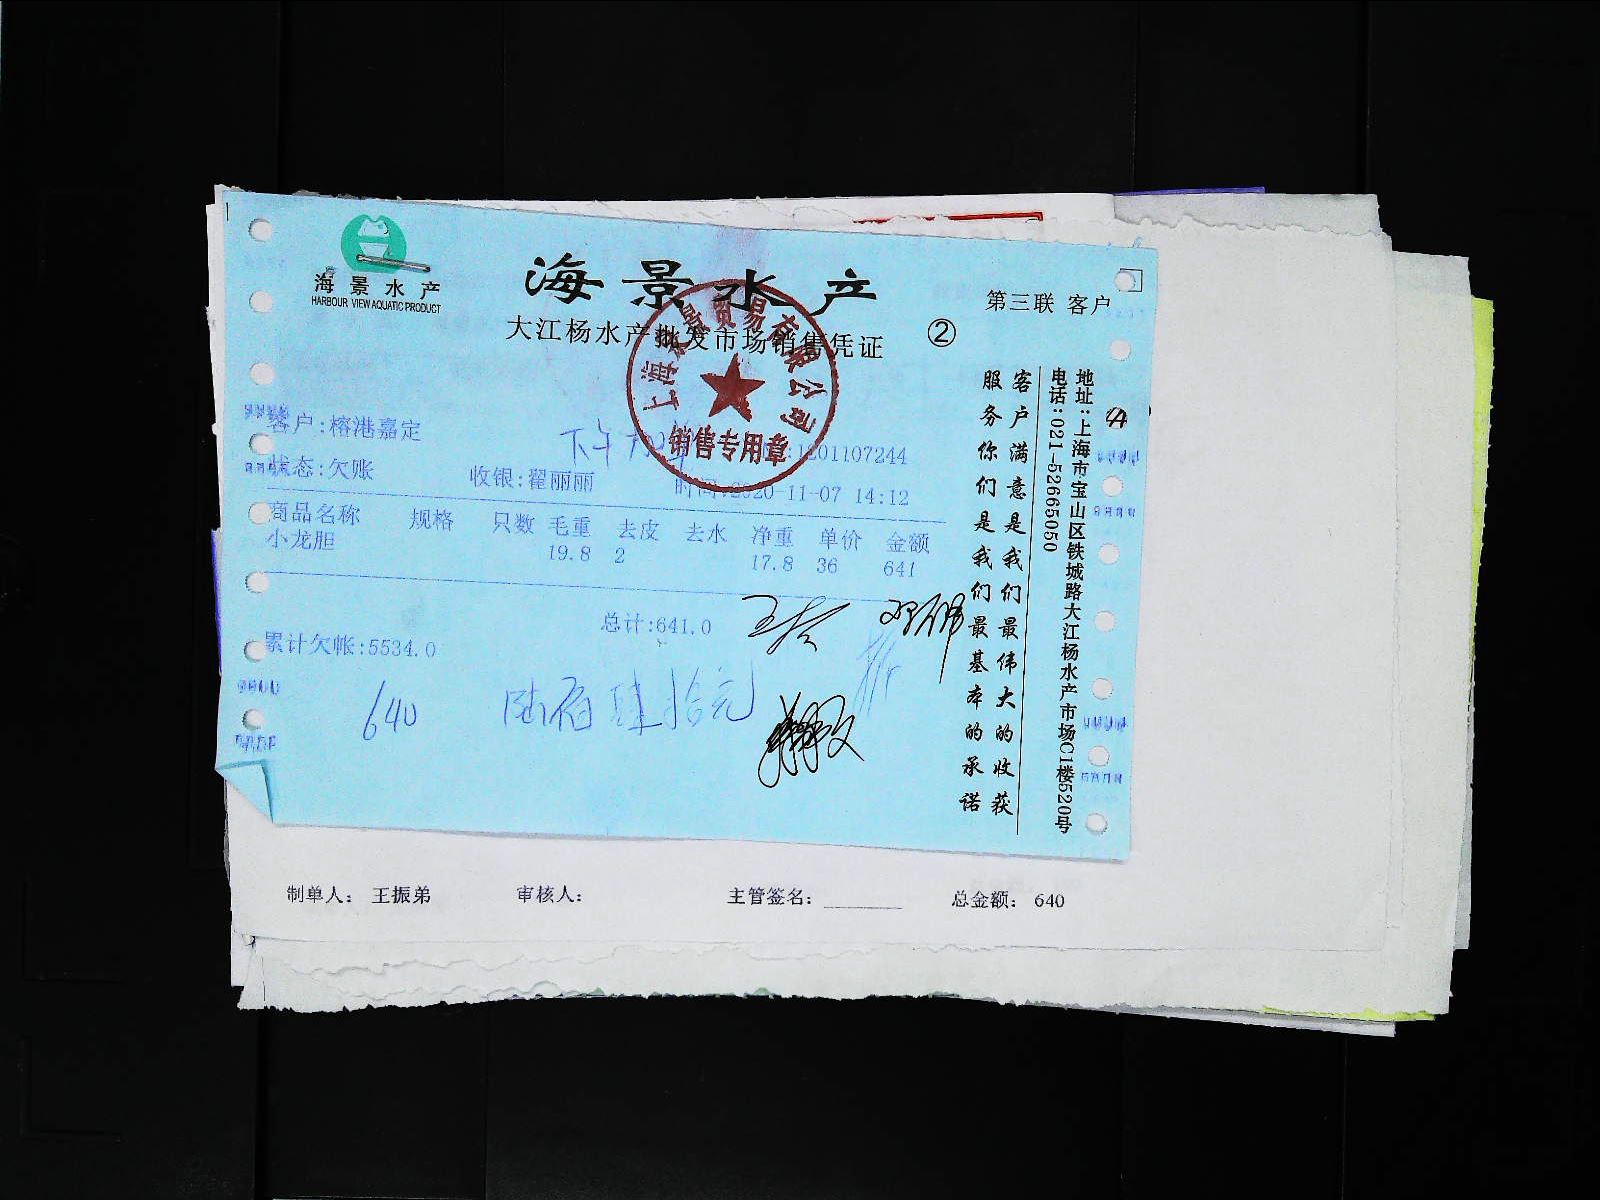 海景水产
HARBOUR VIEW AQUATIC PRODUCT
海景水产
大江杨水产批发市场销售凭证
②
第三联 客户
销售专用章
客户:榕港嘉定
1201107244
状态:欠账 收银:翟丽丽 时间:2020-11-07 14:12
商品名称 规格 只数 毛重 去皮 去水 净重 单价 金额
小龙胆 19.8 2 17.8 36 641
总计:641.0
累计欠帐:5534.0
640 陆佰肆拾元
地址:上海市宝山区铁城路大江杨水产市场C1楼520号
电话:021-52665050
客户满意是我们最伟大的收获
服务你们是我们最基本的承诺
制单人: 王振弟 审核人: 主管签名: 总金额: 640